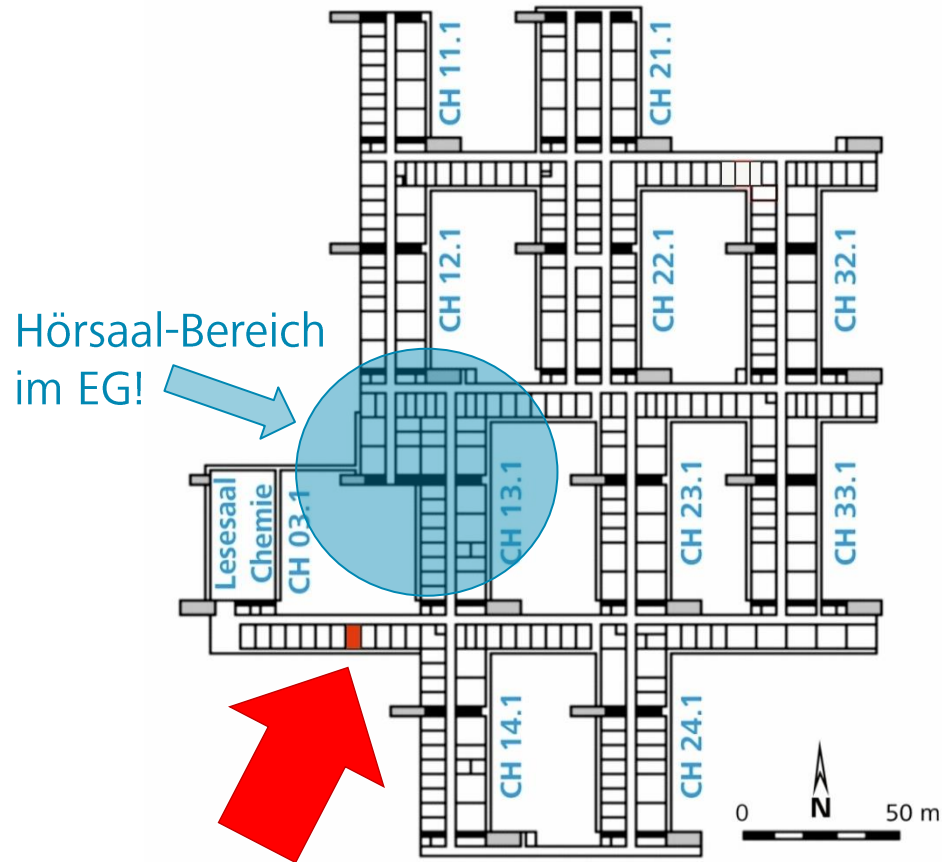 CH 11.1
CH 21.1
CH 12.1
CH 22.1
CH 32.1
Hörsaal-Bereich
im EG!
Lesesaal
Chemie
CH 03.1
CH 13.1
CH 23.1
CH 33.1
CH 14.1
CH 24.1
N
0 50 m